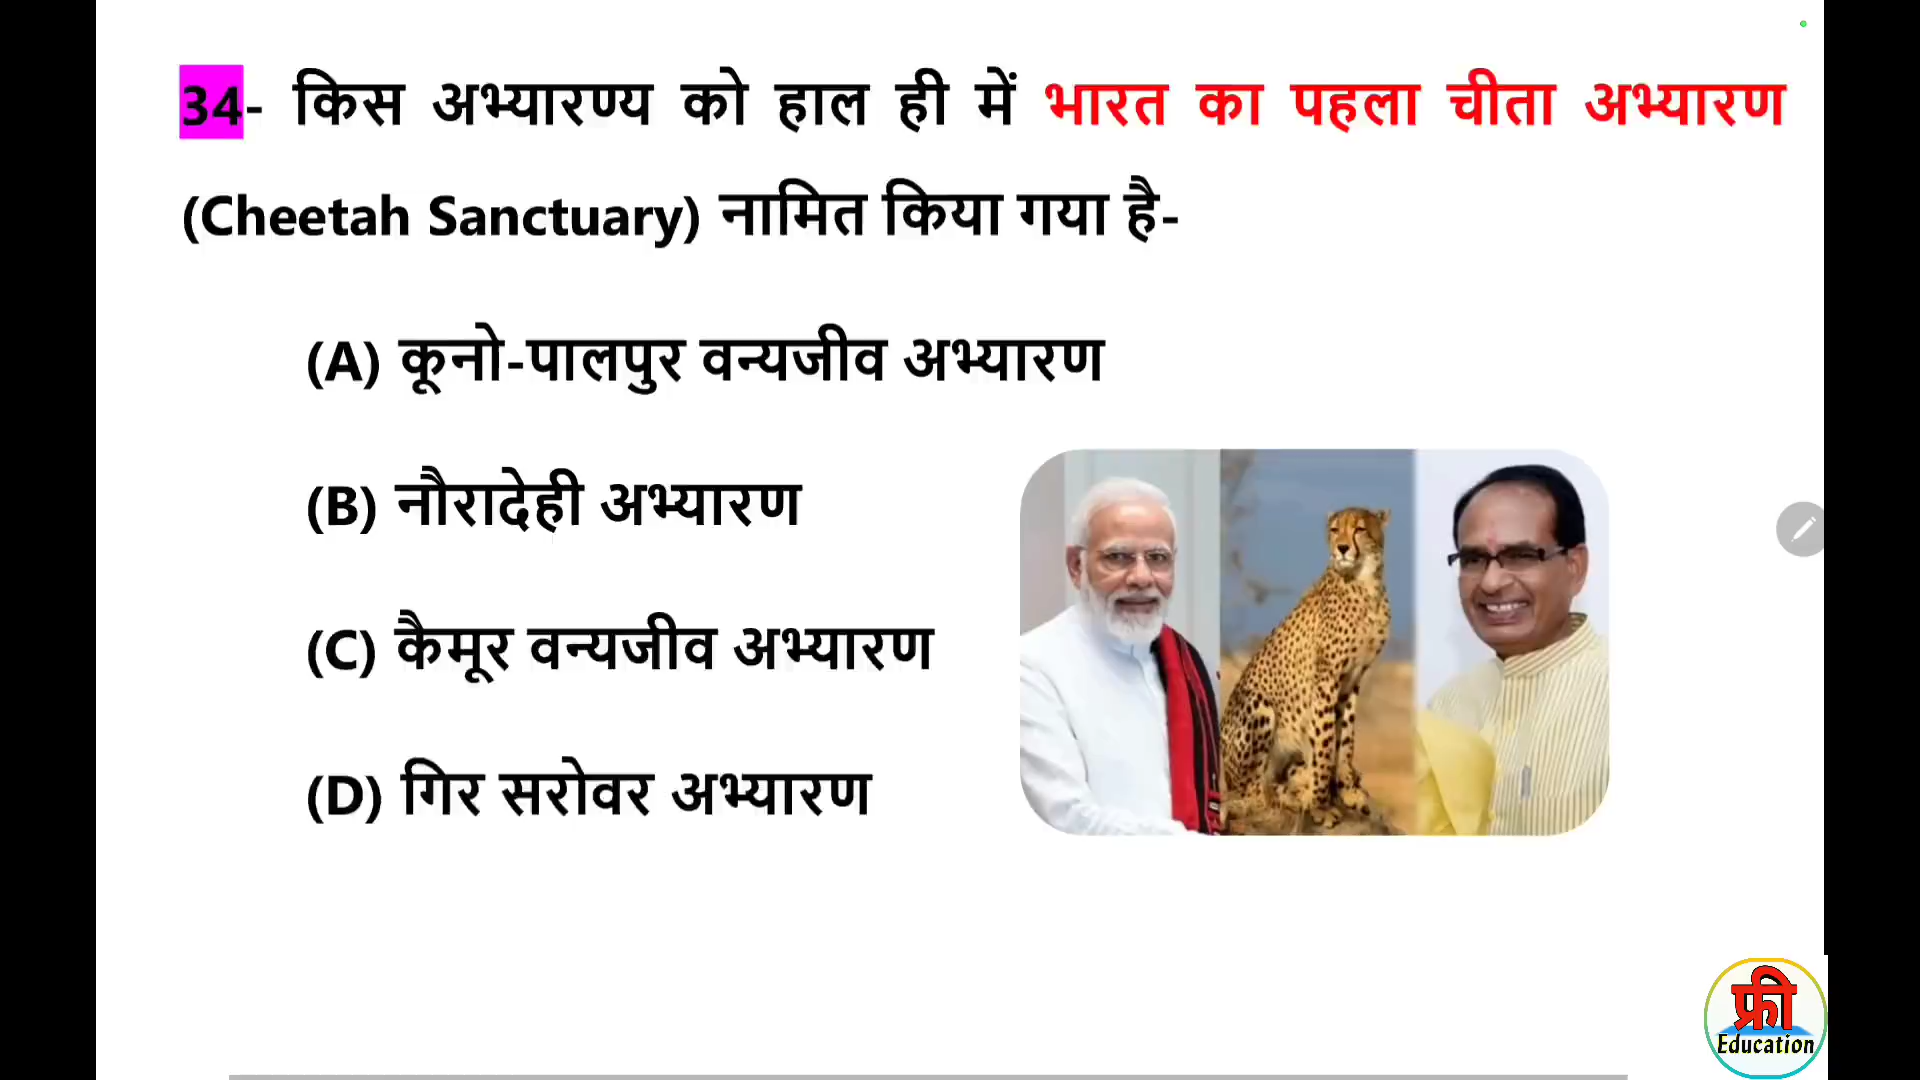 34- किस अभ्यारण्य को हाल ही में भारत का पहला चीता अभ्यारण
(Cheetah Sanctuary) नामित किया गया है-
(A) कूनो-पालपुर वन्यजीव अभ्यारण
(B) नौरादेही अभ्यारण
(C) कैमूर वन्यजीव अभ्यारण
(D) गिर सरोवर अभ्यारण
फ्री
Education